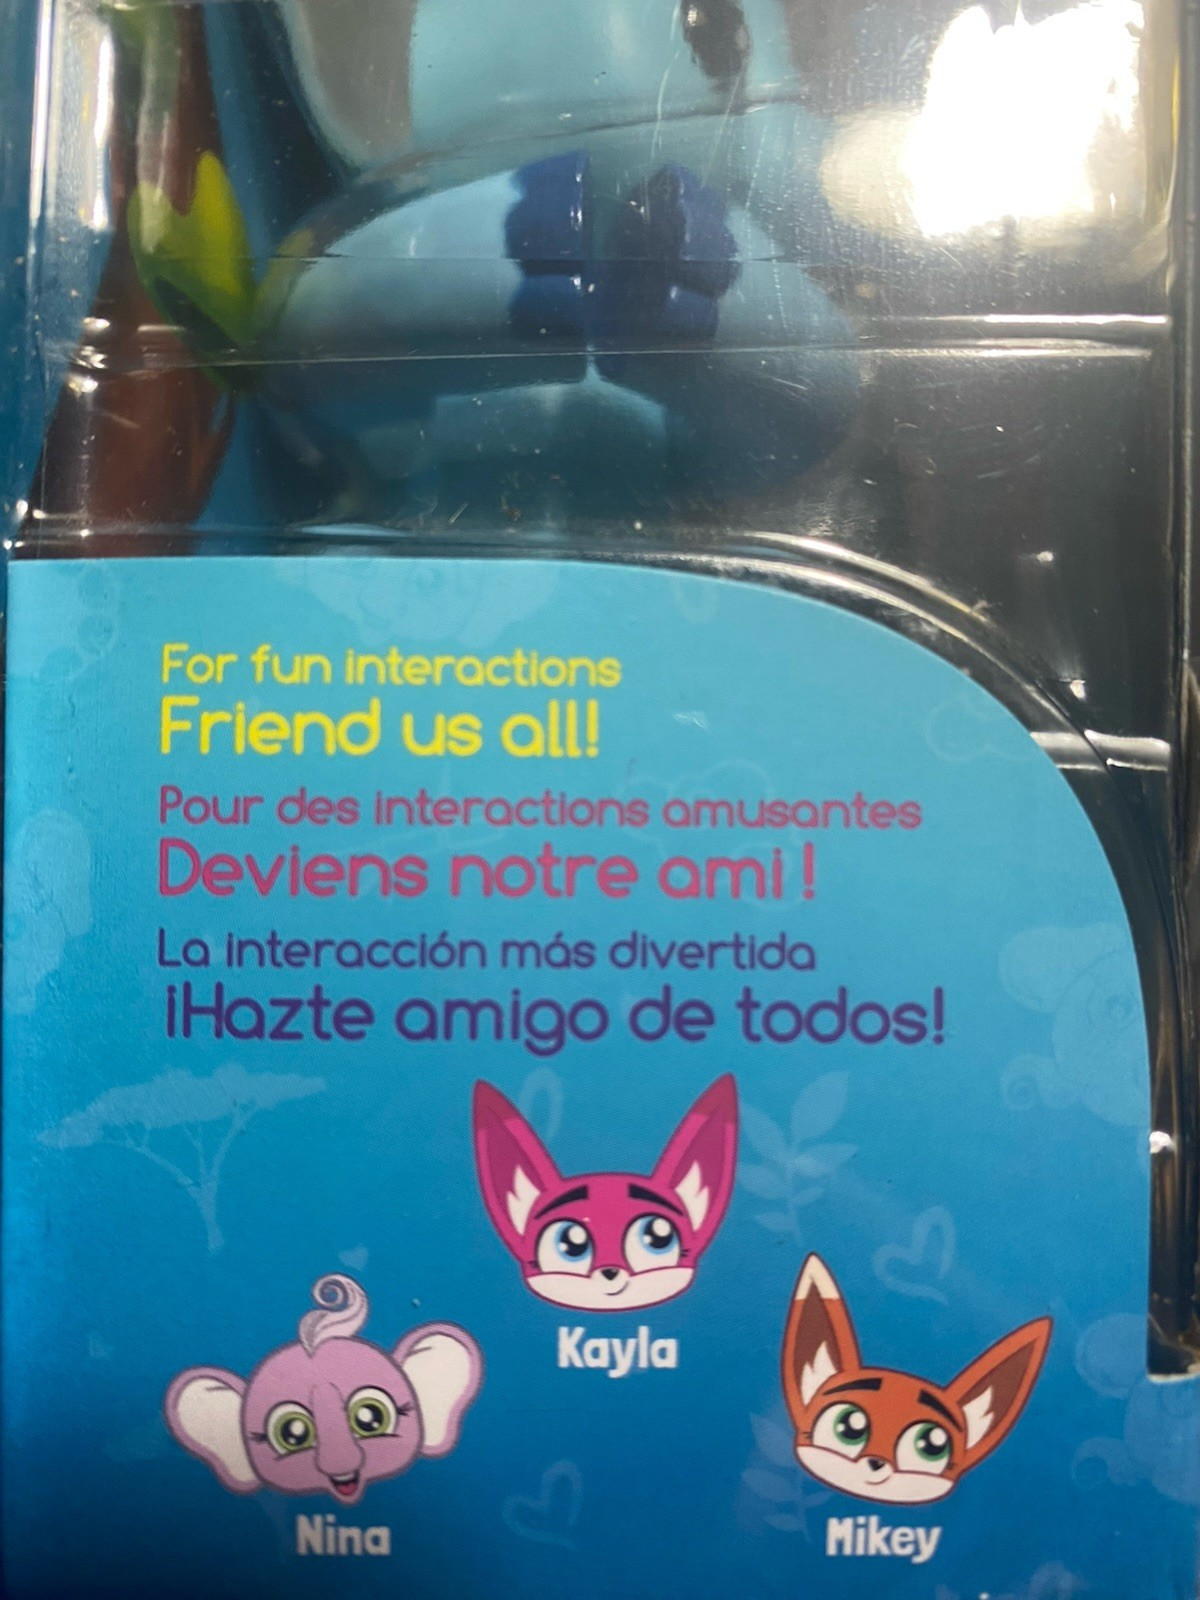 For fun interactions
Friend us all!
Pour des interactions amusantes
Deviens notre ami !
La interacción más divertida
¡Hazte amigo de todos!
Kayla
Nina
Mikey